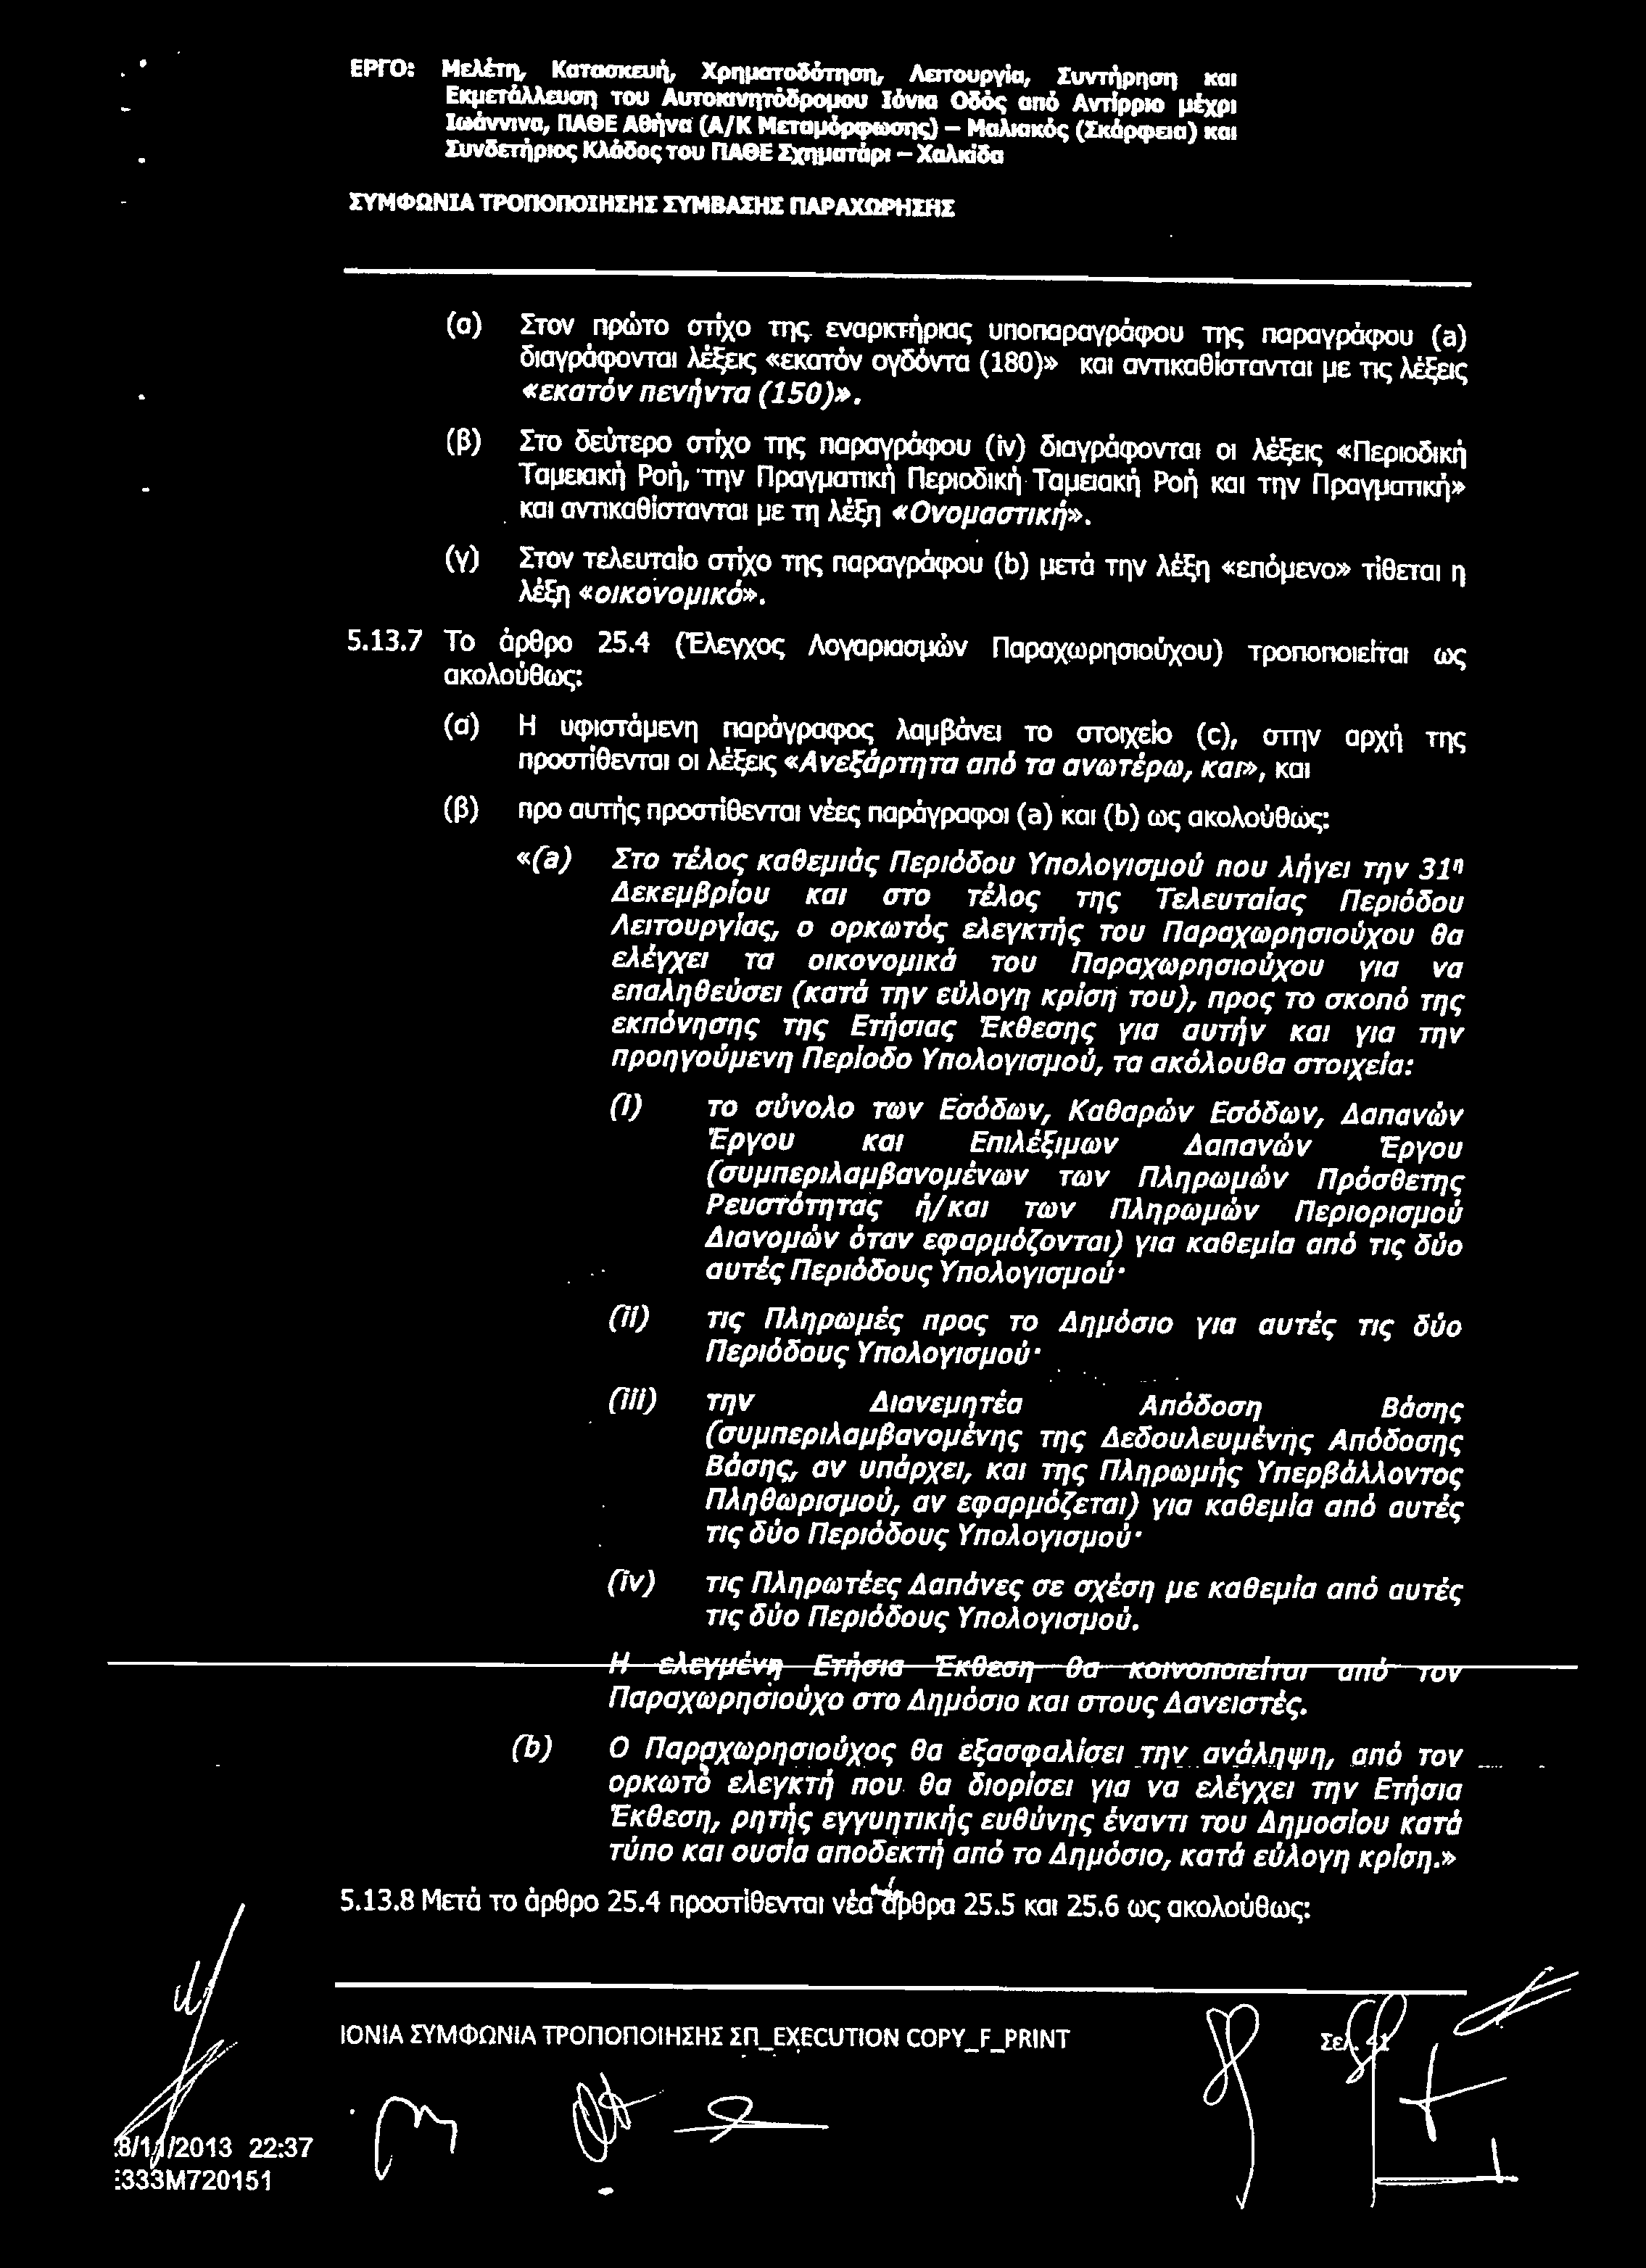 ΕΡΓΟ: Μελέτη, Κατασκευή, Χρηματοδότηση, Λειτουργία, Συντήρηση και
Εκμετάλλευση του Αυτοκινητόδρομου Ιόνια Οδός από Αντίρριο μέχρι
Ιωάννινα, ΠΑΘΕ Αθήνα (Α/Κ Μεταμόρφωσης) – Μαλιακός (Σκάρφεια) και
Συνδετήριος Κλάδος του ΠΑΘΕ Σχηματάρι – Χαλκίδα
ΣΥΜΦΩΝΙΑ ΤΡΟΠΟΠΟΙΗΣΗΣ ΣΥΜΒΑΣΗΣ ΠΑΡΑΧΩΡΗΣΗΣ
(α) Στον πρώτο στίχο της εναρκτήριας υποπαραγράφου της παραγράφου (a)
διαγράφονται λέξεις «εκατόν ογδόντα (180)» και αντικαθίστανται με τις λέξεις
«εκατόν πενήντα (150)».
(β) Στο δεύτερο στίχο της παραγράφου (iv) διαγράφονται οι λέξεις «Περιοδική
Ταμειακή Ροή, την Πραγματική Περιοδική Ταμειακή Ροή και την Πραγματική»
και αντικαθίστανται με τη λέξη «Ονομαστική».
(γ) Στον τελευταίο στίχο της παραγράφου (b) μετά την λέξη «επόμενο» τίθεται η
λέξη «οικονομικό».
5.13.7 Το άρθρο 25.4 (Έλεγχος Λογαριασμών Παραχωρησιούχου) τροποποιείται ως
ακολούθως:
(α) Η υφιστάμενη παράγραφος λαμβάνει το στοιχείο (c), στην αρχή της
προστίθενται οι λέξεις «Ανεξάρτητα από τα ανωτέρω, και», και
(β) προ αυτής προστίθενται νέες παράγραφοι (a) και (b) ως ακολούθως:
«(a) Στο τέλος καθεμιάς Περιόδου Υπολογισμού που λήγει την 31η
Δεκεμβρίου και στο τέλος της Τελευταίας Περιόδου
Λειτουργίας, ο ορκωτός ελεγκτής του Παραχωρησιούχου θα
ελέγχει τα οικονομικά του Παραχωρησιούχου για να
επαληθεύσει (κατά την εύλογη κρίση του), προς το σκοπό της
εκπόνησης της Ετήσιας Έκθεσης για αυτήν και για την
προηγούμενη Περίοδο Υπολογισμού, τα ακόλουθα στοιχεία:
(i) το σύνολο των Εσόδων, Καθαρών Εσόδων, Δαπανών
Έργου και Επιλέξιμων Δαπανών Έργου
(συμπεριλαμβανομένων των Πληρωμών Πρόσθετης
Ρευστότητας ή/και των Πληρωμών Περιορισμού
Διανομών όταν εφαρμόζονται) για καθεμία από τις δύο
αυτές Περιόδους Υπολογισμού·
(ii) τις Πληρωμές προς το Δημόσιο για αυτές τις δύο
Περιόδους Υπολογισμού·
(iii) την Διανεμητέα Απόδοση Βάσης
(συμπεριλαμβανομένης της Δεδουλευμένης Απόδοσης
Βάσης, αν υπάρχει, και της Πληρωμής Υπερβάλλοντος
Πληθωρισμού, αν εφαρμόζεται) για καθεμία από αυτές
τις δύο Περιόδους Υπολογισμού·
(iv) τις Πληρωτέες Δαπάνες σε σχέση με καθεμία από αυτές
τις δύο Περιόδους Υπολογισμού.
Η ελεγμένη Ετήσια Έκθεση θα κοινοποιείται από τον
Παραχωρησιούχο στο Δημόσιο και στους Δανειστές.
(b) Ο Παραχωρησιούχος θα εξασφαλίσει την ανάληψη, από τον
ορκωτό ελεγκτή που θα διορίσει για να ελέγχει την Ετήσια
Έκθεση, ρητής εγγυητικής ευθύνης έναντι του Δημοσίου κατά
τύπο και ουσία αποδεκτή από το Δημόσιο, κατά εύλογη κρίση.»
5.13.8 Μετά το άρθρο 25.4 προστίθενται νέα άρθρα 25.5 και 25.6 ως ακολούθως:
ΙΟΝΙΑ ΣΥΜΦΩΝΙΑ ΤΡΟΠΟΠΟΙΗΣΗΣ ΣΠ_EXECUTION COPY_F_PRINT
Σελ. 41
8/11/2013 22:37
:333M720151